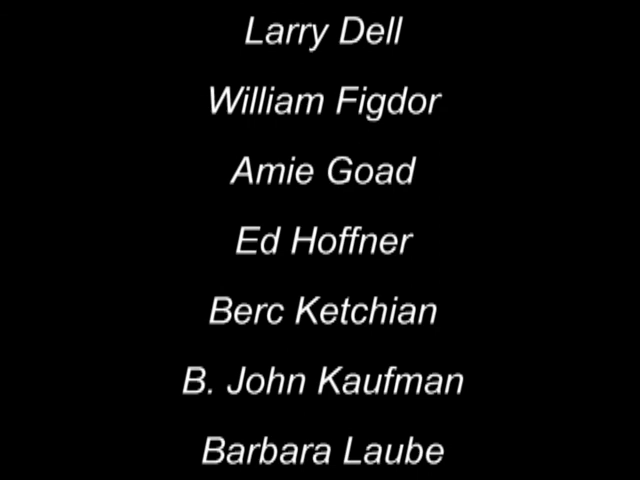 Larry Dell
William Figdor
Amie Goad
Ed Hoffner
Berc Ketchian
B. John Kaufman
Barbara Laube